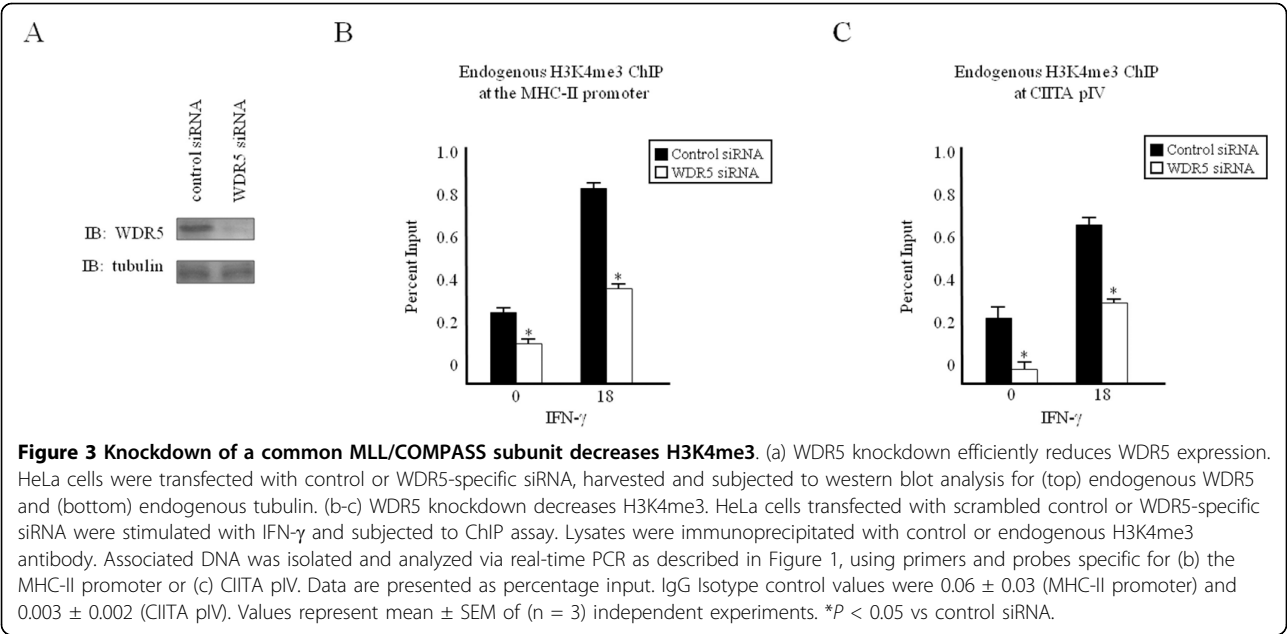 A
control siRNA
WDR5 siRNA
IB: WDR5
IB: tubulin
B
Endogenous H3K4me3 ChIP
at the MHC-II promoter
Percent Input
1.0
0.8
0.6
0.4
0.2
0
Control siRNA
WDR5 siRNA
*
*
0
18
IFN-γ
C
Endogenous H3K4me3 ChIP
at CIITA pIV
Percent Input
1.0
0.8
0.6
0.4
0.2
0
Control siRNA
WDR5 siRNA
*
*
0
18
IFN-γ
Figure 3 Knockdown of a common MLL/COMPASS subunit decreases H3K4me3. (a) WDR5 knockdown efficiently reduces WDR5 expression.
HeLa cells were transfected with control or WDR5-specific siRNA, harvested and subjected to western blot analysis for (top) endogenous WDR5
and (bottom) endogenous tubulin. (b-c) WDR5 knockdown decreases H3K4me3. HeLa cells transfected with scrambled control or WDR5-specific
siRNA were stimulated with IFN-γ and subjected to ChIP assay. Lysates were immunoprecipitated with control or endogenous H3K4me3
antibody. Associated DNA was isolated and analyzed via real-time PCR as described in Figure 1, using primers and probes specific for (b) the
MHC-II promoter or (c) CIITA pIV. Data are presented as percentage input. IgG Isotype control values were 0.06 ± 0.03 (MHC-II promoter) and
0.003 ± 0.002 (CIITA pIV). Values represent mean ± SEM of (n = 3) independent experiments. *P < 0.05 vs control siRNA.